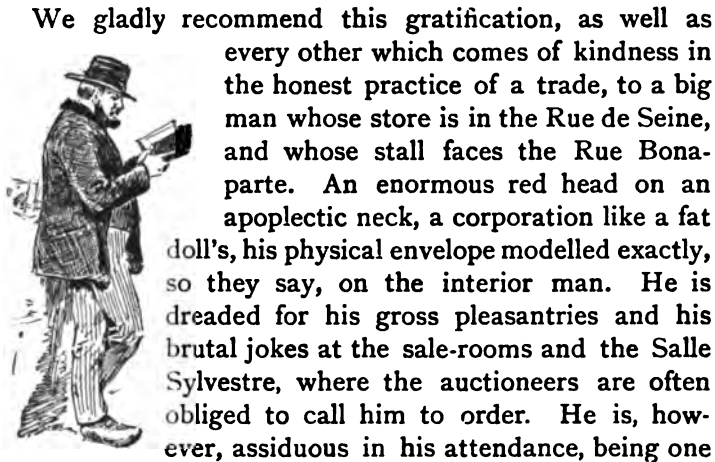 We gladly recommend this gratification, as well as
every other which comes of kindness in
the honest practice of a trade, to a big
man whose store is in the Rue de Seine,
and whose stall faces the Rue Bona-
parte. An enormous red head on an
apoplectic neck, a corporation like a fat
doll's, his physical envelope modelled exactly,
so they say, on the interior man. He is
dreaded for his gross pleasantries and his
brutal jokes at the sale-rooms and the Salle
Sylvestre, where the auctioneers are often
obliged to call him to order. He is, how-
ever, assiduous in his attendance, being one